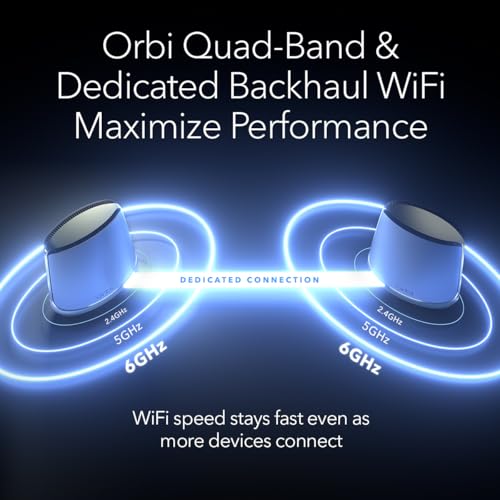 Orbi Quad-Band &
Dedicated Backhaul WiFi
Maximize Performance
DEDICATED CONNECTION
2.4GHz
5GHz
6GHz
2.4GHz
5GHz
6GHz
WiFi speed stays fast even as
more devices connect